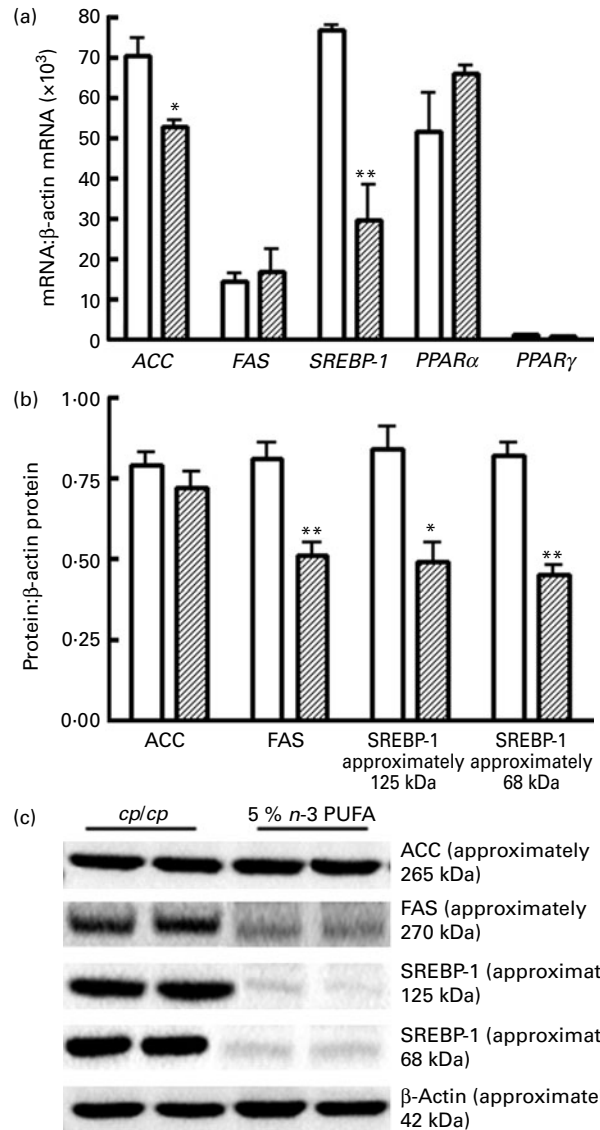 (a)
mRNA:β-actin mRNA (×10³)
80
70
60
50
40
30
20
10
0
*
**
ACC FAS SREBP-1 PPARα PPARγ
(b)
Protein:β-actin protein
1·00
0·75
0·50
0·25
0·00
**
*
**
ACC FAS SREBP-1 SREBP-1
approximately approximately
125 kDa 68 kDa
(c)
cp/cp 5 % n-3 PUFA
ACC (approximately
265 kDa)
FAS (approximately
270 kDa)
SREBP-1 (approximat
125 kDa)
SREBP-1 (approximat
68 kDa)
β-Actin (approximate
42 kDa)